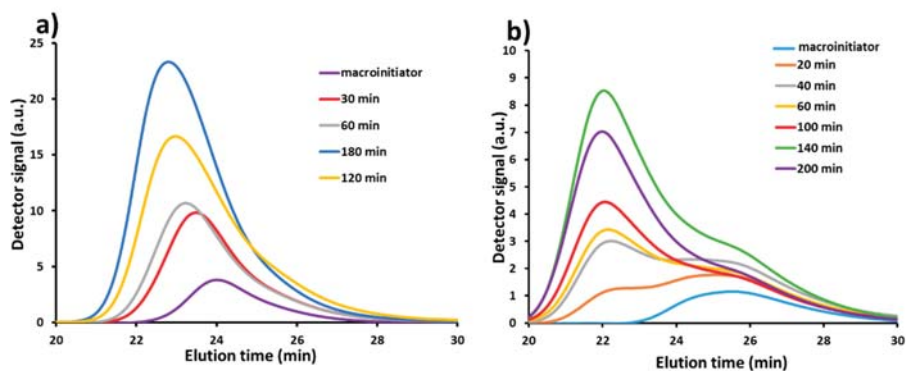 a)
25
20
15
10
5
0
20 22 24 26 28 30
Detector signal (a.u.)
Elution time (min)
macroinitiator
30 min
60 min
180 min
120 min
b)
10
9
8
7
6
5
4
3
2
1
0
20 22 24 26 28 30
Detector signal (a.u.)
Elution time (min)
macroinitiator
20 min
40 min
60 min
100 min
140 min
200 min